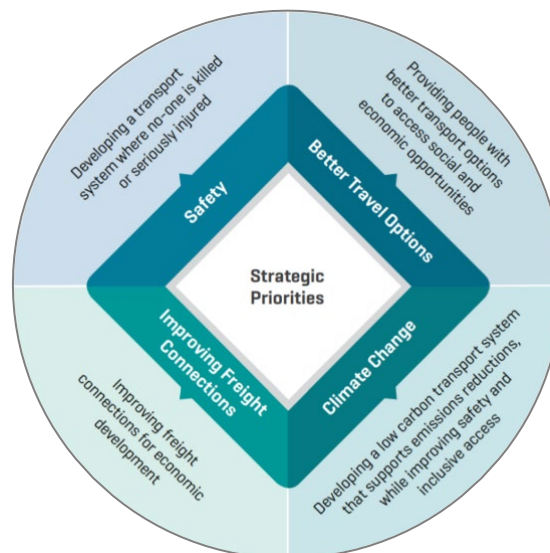 Strategic
Priorities
Safety
Developing a transport
system where no-one is killed
or seriously injured
Better Travel Options
Providing people with
better transport options
to access social and
economic opportunities
Improving Freight
Connections
Improving freight
connections for economic
development
Climate Change
Developing a low carbon transport system
that supports emissions reductions,
while improving safety and
inclusive access